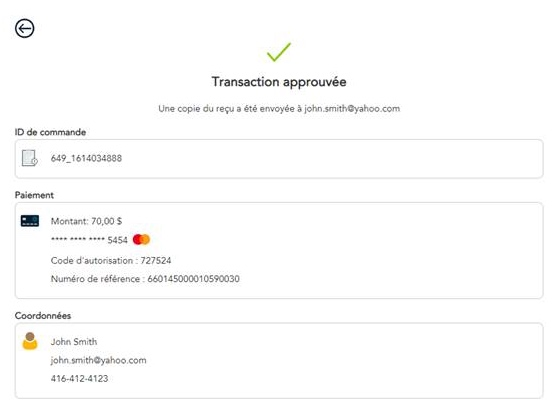 Transaction approuvée
Une copie du reçu a été envoyée à john.smith@yahoo.com
ID de commande
649_1614034888
Paiement
Montant: 70,00 $
**** **** **** 5454
Code d'autorisation : 727524
Numéro de référence : 660145000010590030
Coordonnées
John Smith
john.smith@yahoo.com
416-412-4123